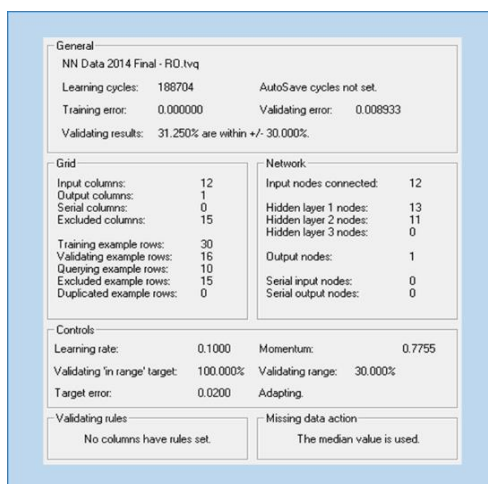 General
NN Data 2014 Final - RO.tvq
Learning cycles: 188704 AutoSave cycles not set.
Training error: 0.000000 Validating error: 0.008933
Validating results: 31.250% are within +/- 30.000%.
Grid
Input columns: 12
Output columns: 1
Serial columns: 0
Excluded columns: 15
Training example rows: 30
Validating example rows: 16
Querying example rows: 10
Excluded example rows: 15
Duplicated example rows: 0
Network
Input nodes connected: 12
Hidden layer 1 nodes: 13
Hidden layer 2 nodes: 11
Hidden layer 3 nodes: 0
Output nodes: 1
Serial input nodes: 0
Serial output nodes: 0
Controls
Learning rate: 0.1000 Momentum: 0.7755
Validating 'in range' target: 100.000% Validating range: 30.000%
Target error: 0.0200 Adapting.
Validating rules
No columns have rules set.
Missing data action
The median value is used.